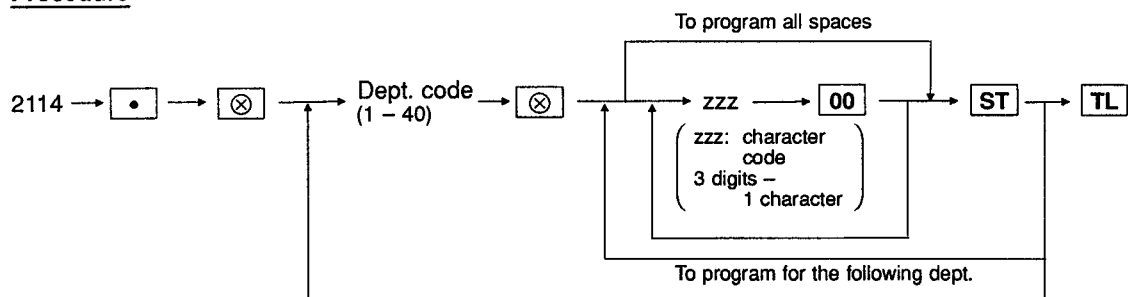 To program all spaces
2114 • ⊗ Dept. code ⊗ zzz 00 ST TL
(1 – 40)
(zzz: character
code
3 digits –
1 character)
To program for the following dept.